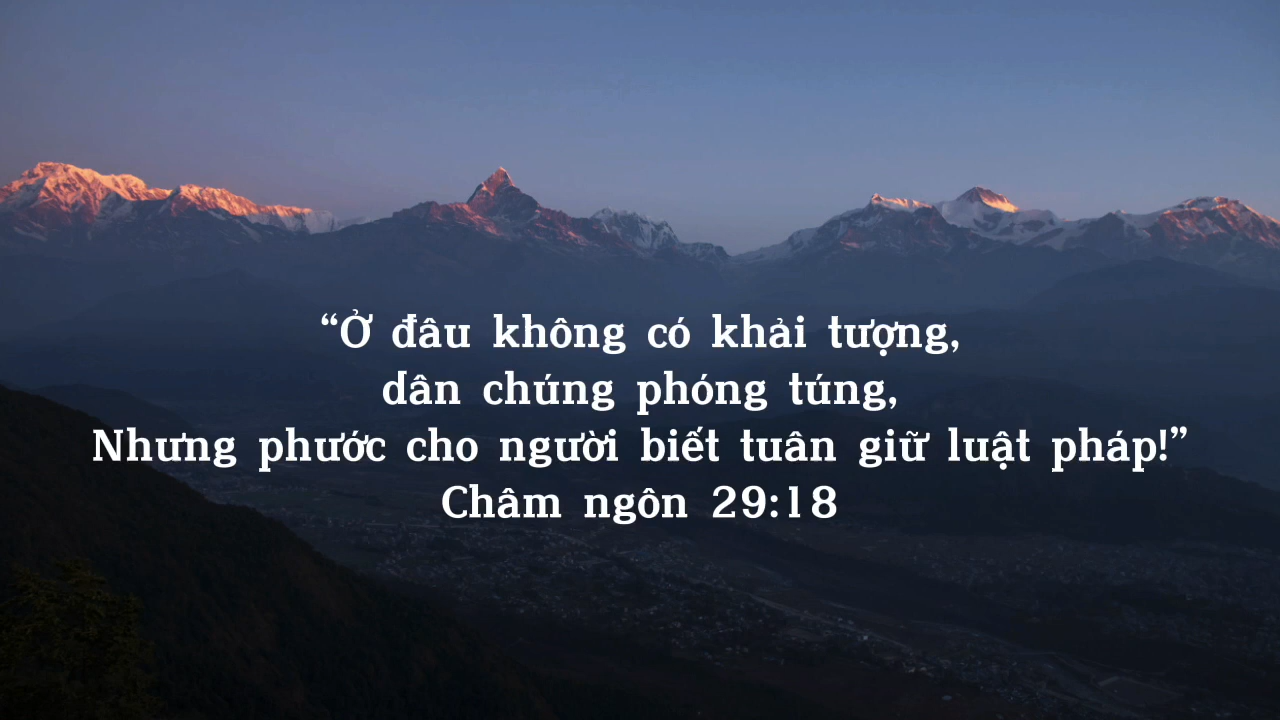 “Ở đâu không có khải tượng,
dân chúng phóng túng,
Nhưng phước cho người biết tuân giữ luật pháp!”
Châm ngôn 29:18